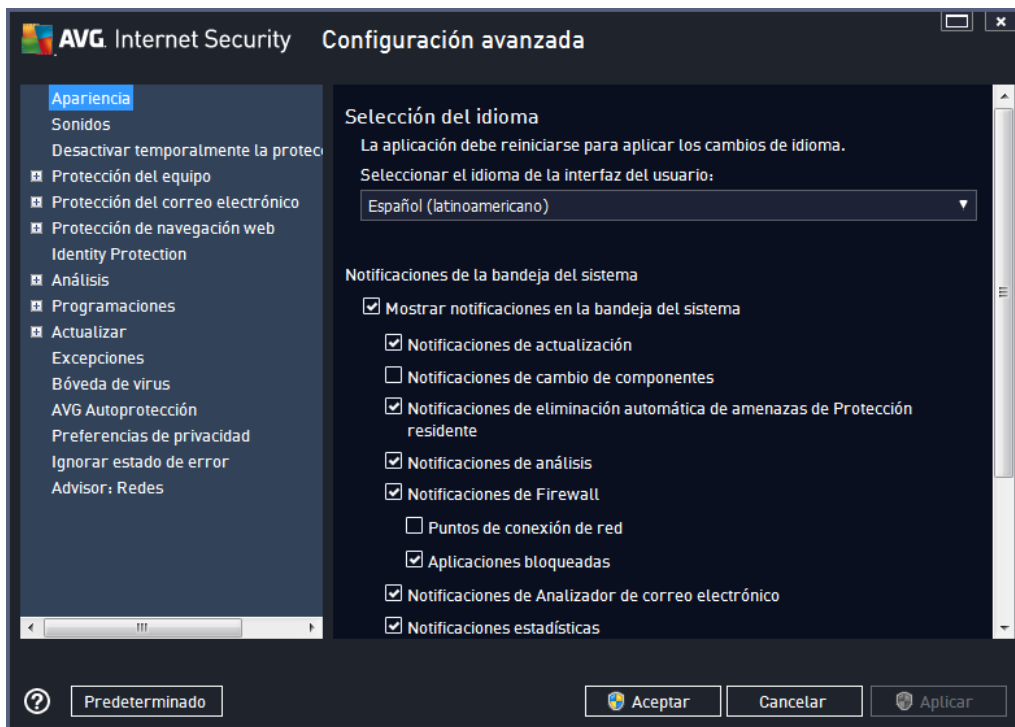 AVG. Internet Security
Configuración avanzada
Apariencia
Sonidos
Desactivar temporalmente la protec
Protección del equipo
Protección del correo electrónico
Protección de navegación web
Identity Protection
Análisis
Programaciones
Actualizar
Excepciones
Bóveda de virus
AVG Autoprotección
Preferencias de privacidad
Ignorar estado de error
Advisor: Redes
Selección del idioma
La aplicación debe reiniciarse para aplicar los cambios de idioma.
Seleccionar el idioma de la interfaz del usuario:
Español (latinoamericano)
Notificaciones de la bandeja del sistema
Mostrar notificaciones en la bandeja del sistema
Notificaciones de actualización
Notificaciones de cambio de componentes
Notificaciones de eliminación automática de amenazas de Protección
residente
Notificaciones de análisis
Notificaciones de Firewall
Puntos de conexión de red
Aplicaciones bloqueadas
Notificaciones de Analizador de correo electrónico
Notificaciones estadísticas
Predeterminado
Aceptar
Cancelar
Aplicar